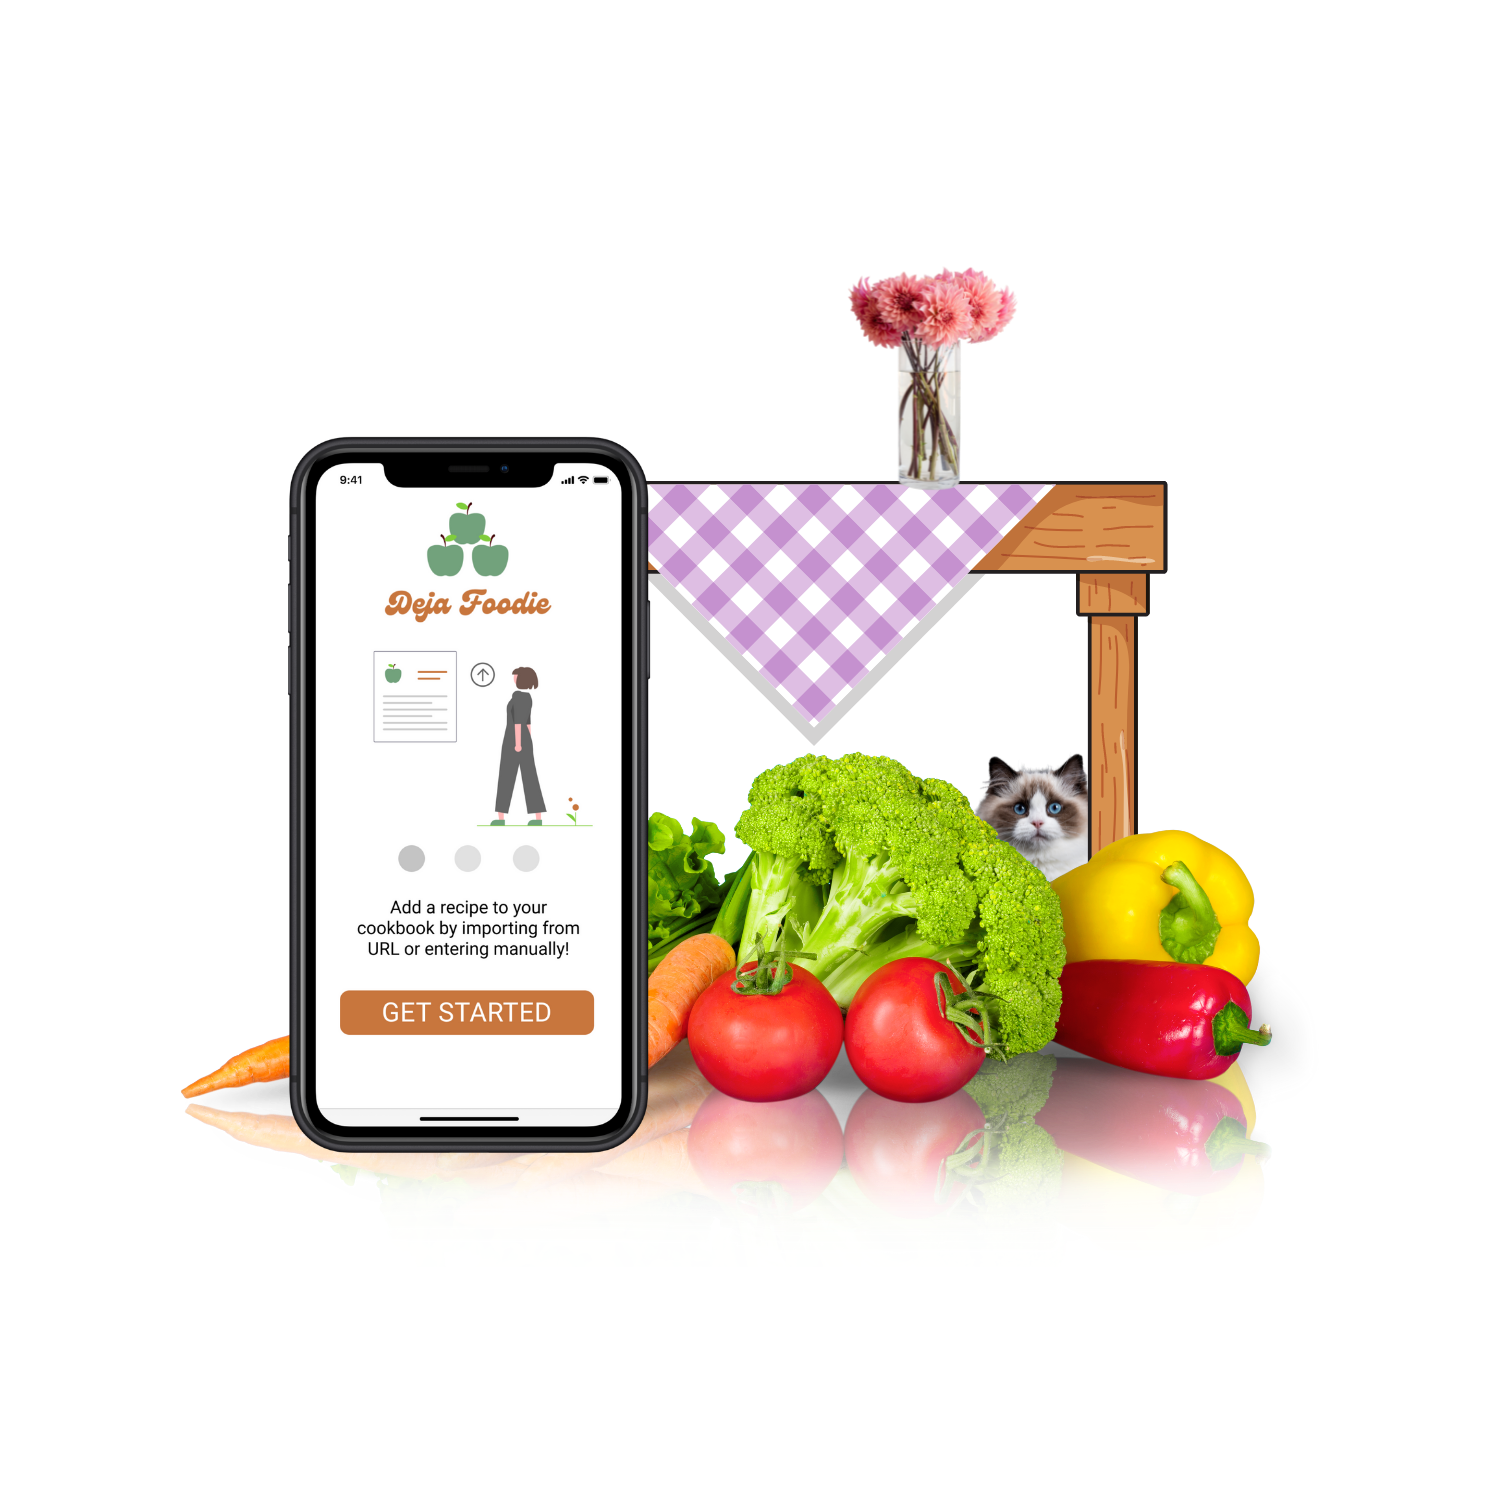 9:41
Deja Foodie
Add a recipe to your
cookbook by importing from
URL or entering manually!
GET STARTED